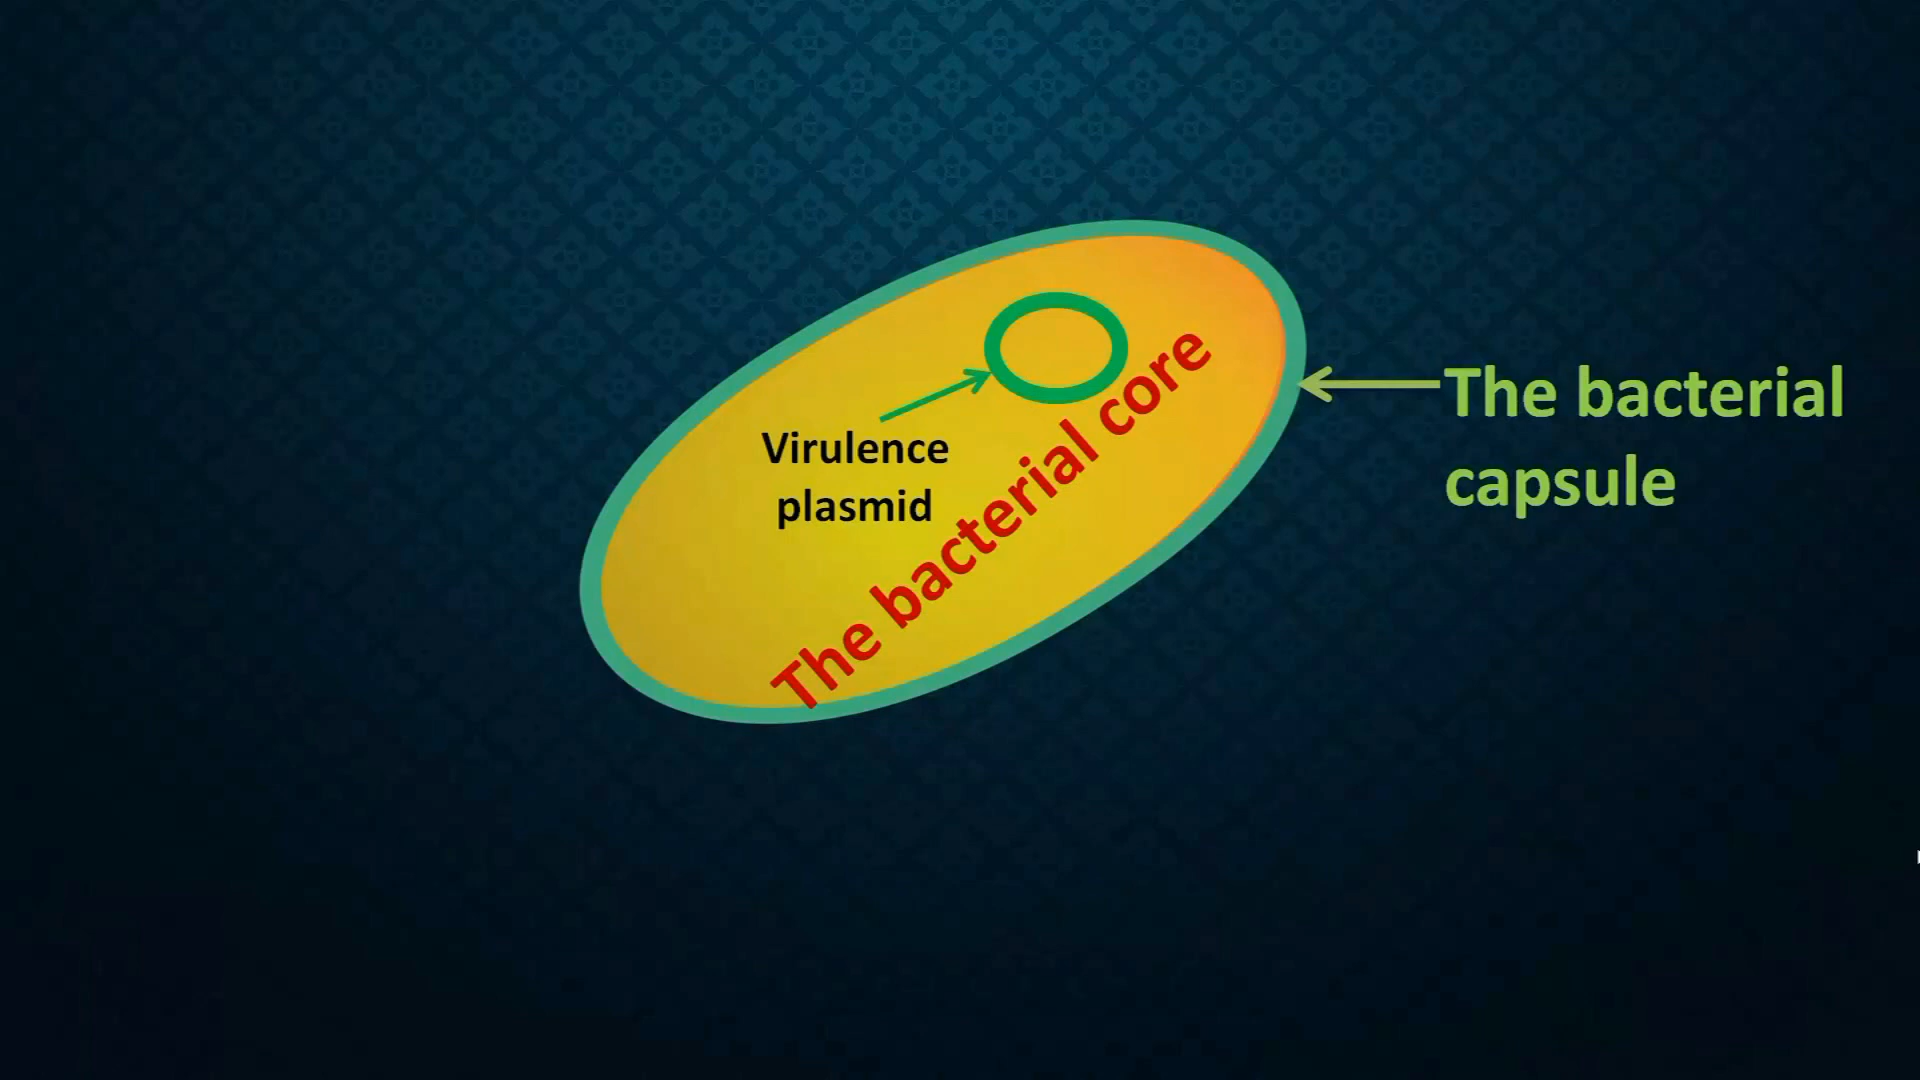 Virulence
plasmid
The bacterial core
The bacterial
capsule